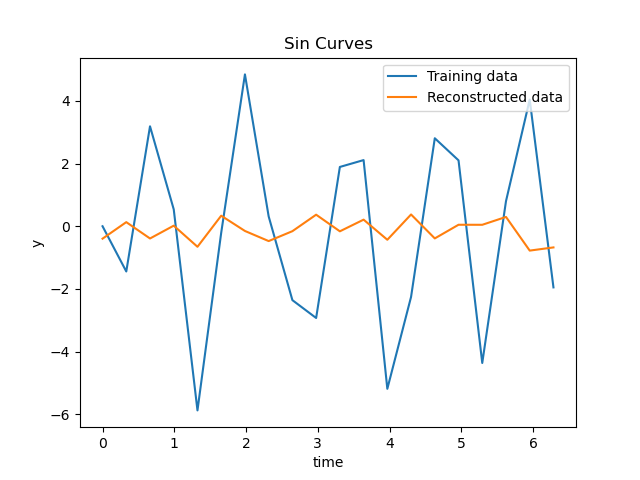 Sin Curves
Training data
Reconstructed data
4
2
0
−2
−4
−6
y
0 1 2 3 4 5 6
time